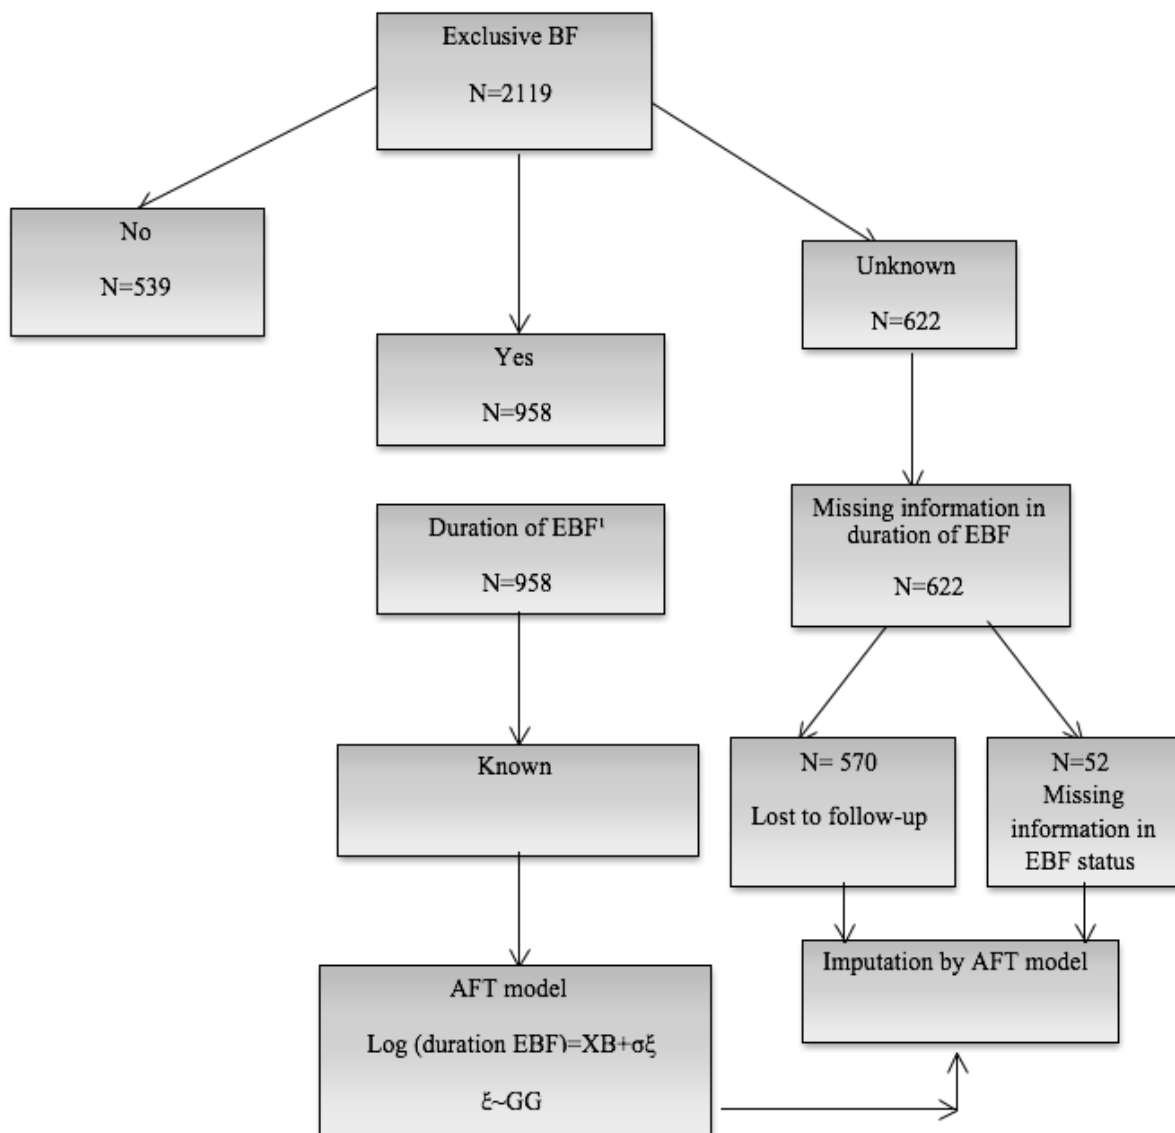 Exclusive BF
N=2119
No
N=539
Unknown
N=622
Yes
N=958
Missing information in
duration of EBF
N=622
Duration of EBF¹
N=958
Known
N= 570
Lost to follow-up
N=52
Missing
information in
EBF status
Imputation by AFT model
AFT model
Log (duration EBF)=XB+σξ
ξ~GG